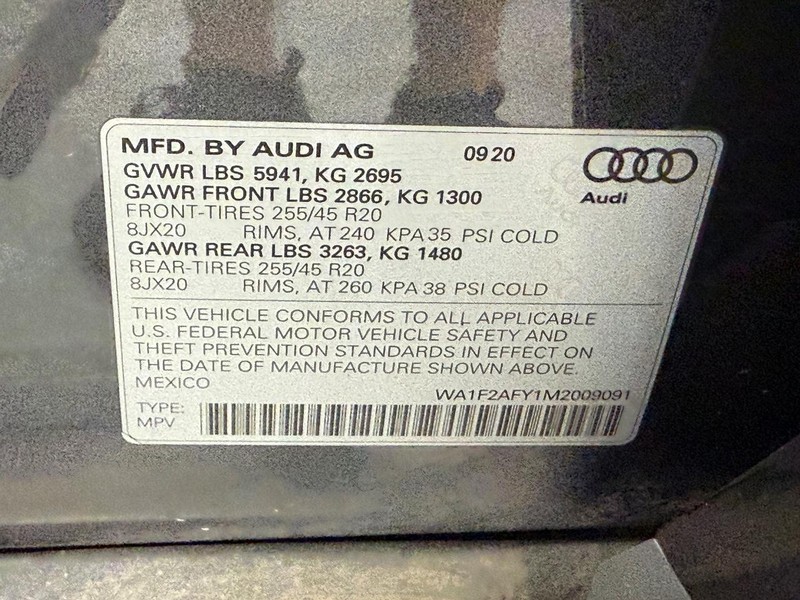 MFD. BY AUDI AG 09 20
GVWR LBS 5941, KG 2695
GAWR FRONT LBS 2866, KG 1300
Audi
FRONT-TIRES 255/45 R20
8JX20 RIMS, AT 240 KPA 35 PSI COLD
GAWR REAR LBS 3263, KG 1480
REAR-TIRES 255/45 R20
8JX20 RIMS, AT 260 KPA 38 PSI COLD
THIS VEHICLE CONFORMS TO ALL APPLICABLE
U.S. FEDERAL MOTOR VEHICLE SAFETY AND
THEFT PREVENTION STANDARDS IN EFFECT ON
THE DATE OF MANUFACTURE SHOWN ABOVE.
MEXICO
WA1F2AFY1M2009091
TYPE:
MPV